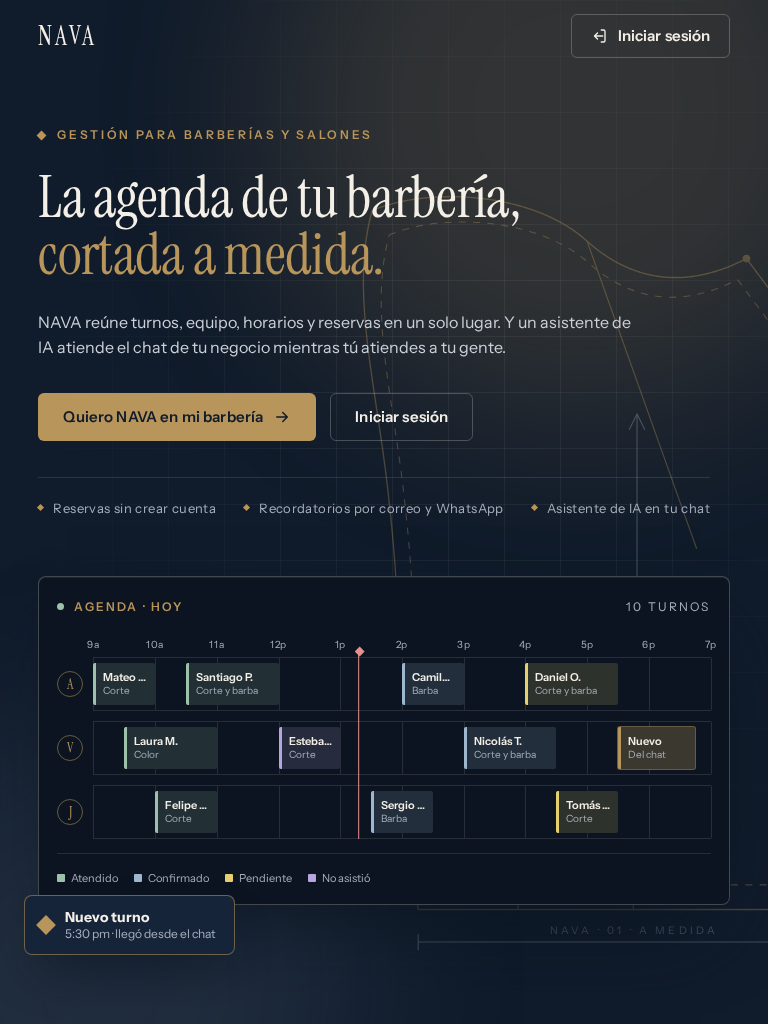 NAVA
Iniciar sesión
GESTIÓN PARA BARBERÍAS Y SALONES
La agenda de tu barbería,
cortada a medida.
NAVA reúne turnos, equipo, horarios y reservas en un solo lugar. Y un asistente de
IA atiende el chat de tu negocio mientras tú atiendes a tu gente.
Quiero NAVA en mi barbería
Iniciar sesión
Reservas sin crear cuenta
Recordatorios por correo y WhatsApp
Asistente de IA en tu chat
AGENDA · HOY
10 TURNOS
9a 10a 11a 12p 1p 2p 3p 4p 5p 6p 7p
A
Mateo ...
Corte
Santiago P.
Corte y barba
Camil...
Barba
Daniel O.
Corte y barba
V
Laura M.
Color
Esteba...
Corte
Nicolás T.
Corte y barba
Nuevo
Del chat
J
Felipe ...
Corte
Sergio ...
Barba
Tomás ...
Corte
Atendido
Confirmado
Pendiente
No asistió
Nuevo turno
5:30 pm · llegó desde el chat
NAVA · 01 · A MEDIDA